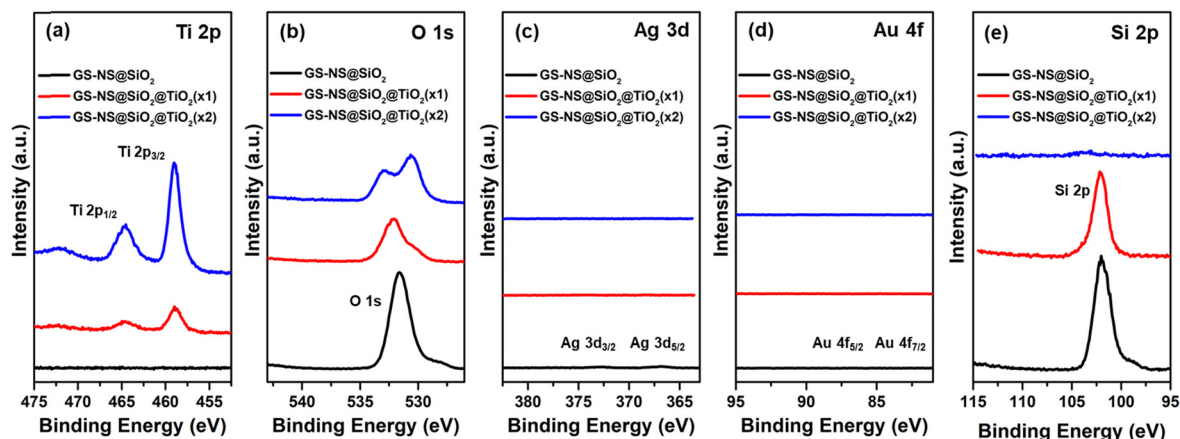 (a) Ti 2p
GS-NS@SiO₂
GS-NS@SiO₂@TiO₂(x1)
GS-NS@SiO₂@TiO₂(x2)
Ti 2p₃/₂
Ti 2p₁/₂
Intensity (a.u.)
475 470 465 460 455
Binding Energy (eV)
(b) O 1s
GS-NS@SiO₂
GS-NS@SiO₂@TiO₂(x1)
GS-NS@SiO₂@TiO₂(x2)
O 1s
Intensity (a.u.)
540 535 530
Binding Energy (eV)
(c) Ag 3d
GS-NS@SiO₂
GS-NS@SiO₂@TiO₂(x1)
GS-NS@SiO₂@TiO₂(x2)
Ag 3d₃/₂ Ag 3d₅/₂
Intensity (a.u.)
380 375 370 365
Binding Energy (eV)
(d) Au 4f
GS-NS@SiO₂
GS-NS@SiO₂@TiO₂(x1)
GS-NS@SiO₂@TiO₂(x2)
Au 4f₅/₂ Au 4f₇/₂
Intensity (a.u.)
95 90 85
Binding Energy (eV)
(e) Si 2p
GS-NS@SiO₂
GS-NS@SiO₂@TiO₂(x1)
GS-NS@SiO₂@TiO₂(x2)
Si 2p
Intensity (a.u.)
115 110 105 100 95
Binding Energy (eV)